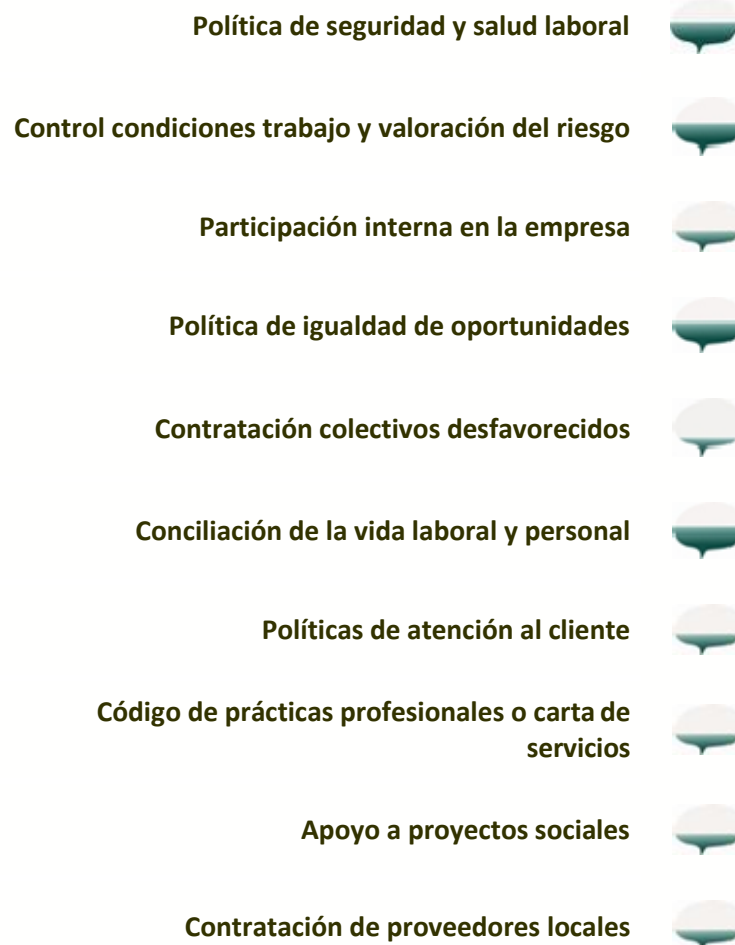 Política de seguridad y salud laboral
Control condiciones trabajo y valoración del riesgo
Participación interna en la empresa
Política de igualdad de oportunidades
Contratación colectivos desfavorecidos
Conciliación de la vida laboral y personal
Políticas de atención al cliente
Código de prácticas profesionales o carta de
servicios
Apoyo a proyectos sociales
Contratación de proveedores locales